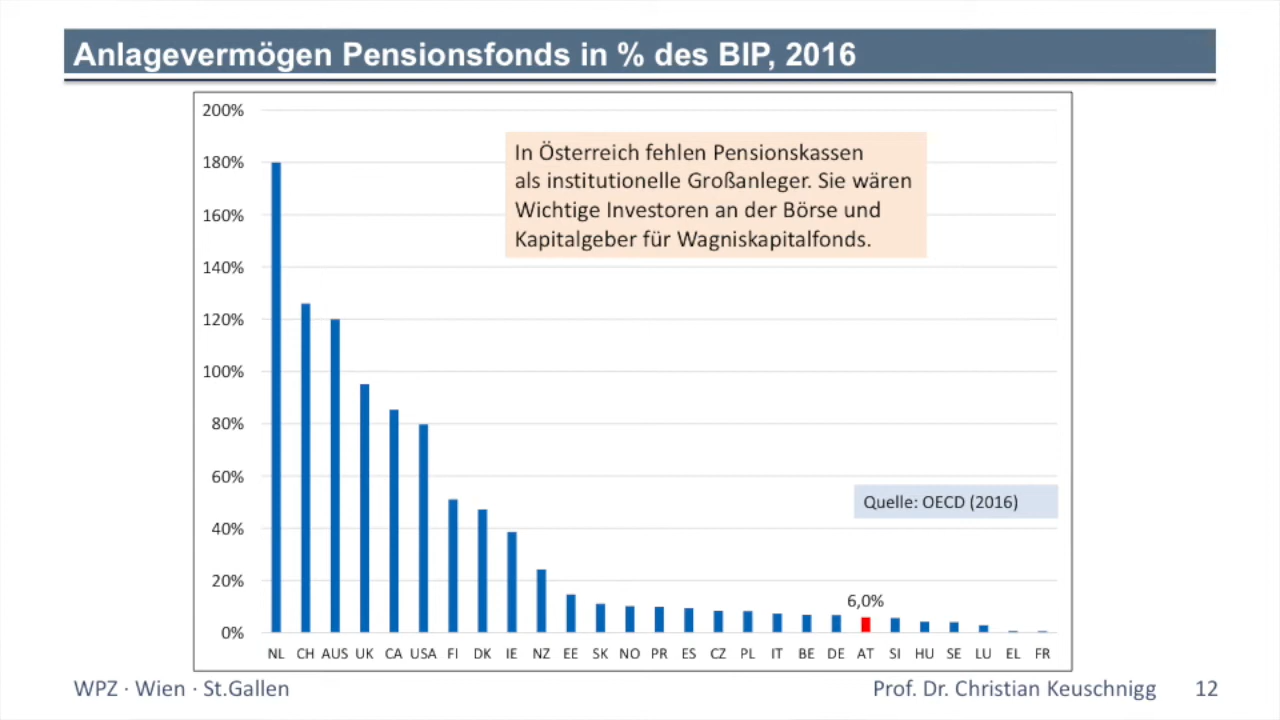 Anlagevermögen Pensionsfonds in % des BIP, 2016
200%
In Österreich fehlen Pensionskassen
als institutionelle Großanleger. Sie wären
Wichtige Investoren an der Börse und
Kapitalgeber für Wagniskapitalfonds.
180%
160%
140%
120%
100%
80%
60%
Quelle: OECD (2016)
40%
20%
6,0%
0%
NL CH AUS UK CA USA FI DK IE NZ EE SK NO PR ES CZ PL IT BE DE AT SI HU SE LU EL FR
WPZ · Wien · St.Gallen
Prof. Dr. Christian Keuschnigg 12